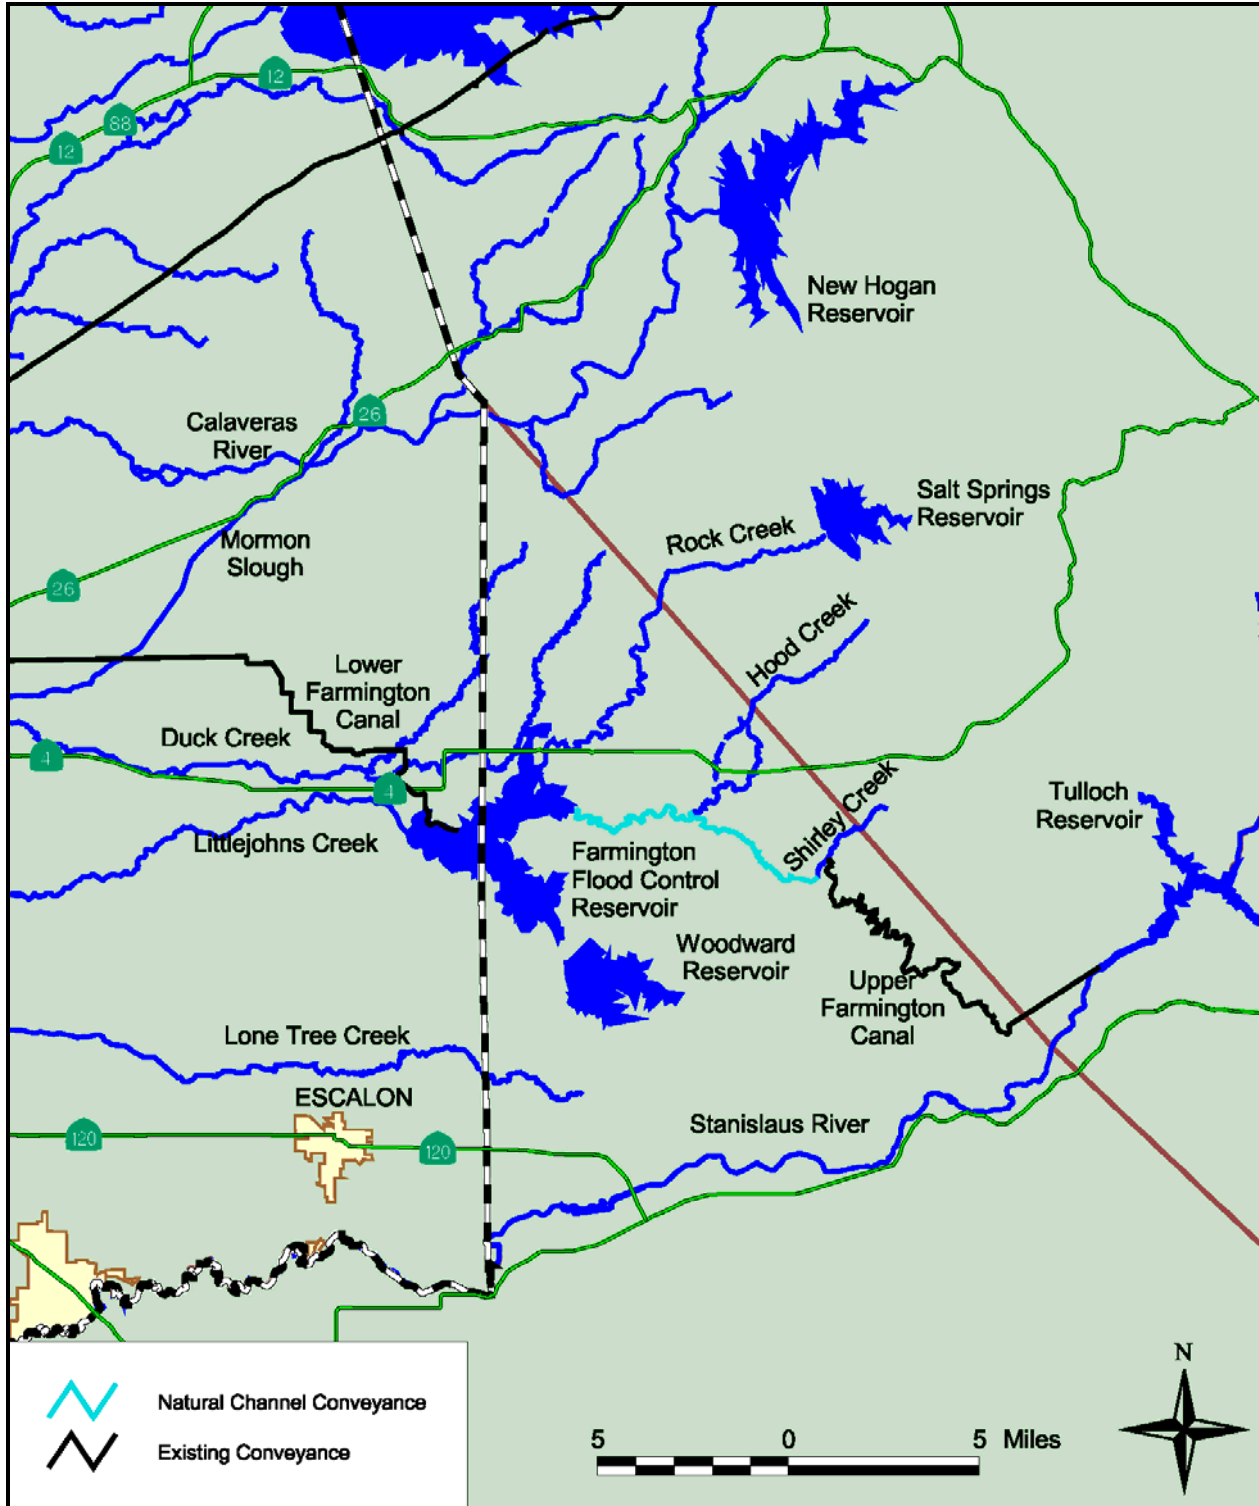 12
88
12
New Hogan
Reservoir
26
Calaveras
River
Salt Springs
Reservoir
Rock Creek
Mormon
Slough
26
Hood Creek
Lower
Farmington
Canal
Duck Creek
4
4
Shirley Creek
Tulloch
Reservoir
Littlejohns Creek
Farmington
Flood Control
Reservoir
Woodward
Reservoir
Upper
Farmington
Canal
Lone Tree Creek
ESCALON
120
120
Stanislaus River
N
Natural Channel Conveyance
Existing Conveyance
5 0 5 Miles